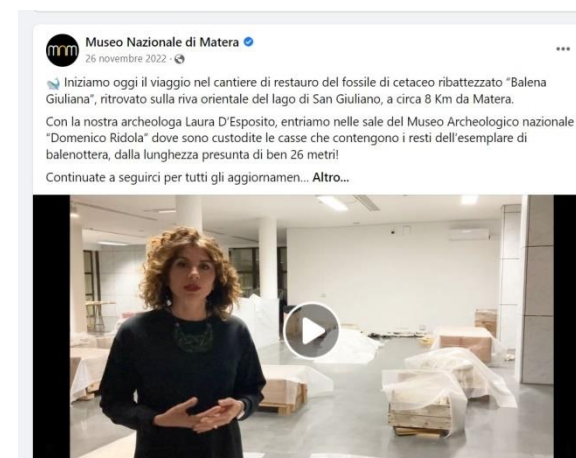 mnm
Museo Nazionale di Matera
26 novembre 2022 ·
Iniziamo oggi il viaggio nel cantiere di restauro del fossile di cetaceo ribattezzato “Balena
Giuliana”, ritrovato sulla riva orientale del lago di San Giuliano, a circa 8 Km da Matera.
Con la nostra archeologa Laura D’Esposito, entriamo nelle sale del Museo Archeologico nazionale
“Domenico Ridola” dove sono custodite le casse che contengono i resti dell’esemplare di
balenottera, dalla lunghezza presunta di ben 26 metri!
Continuate a seguirci per tutti gli aggiornamen... Altro...